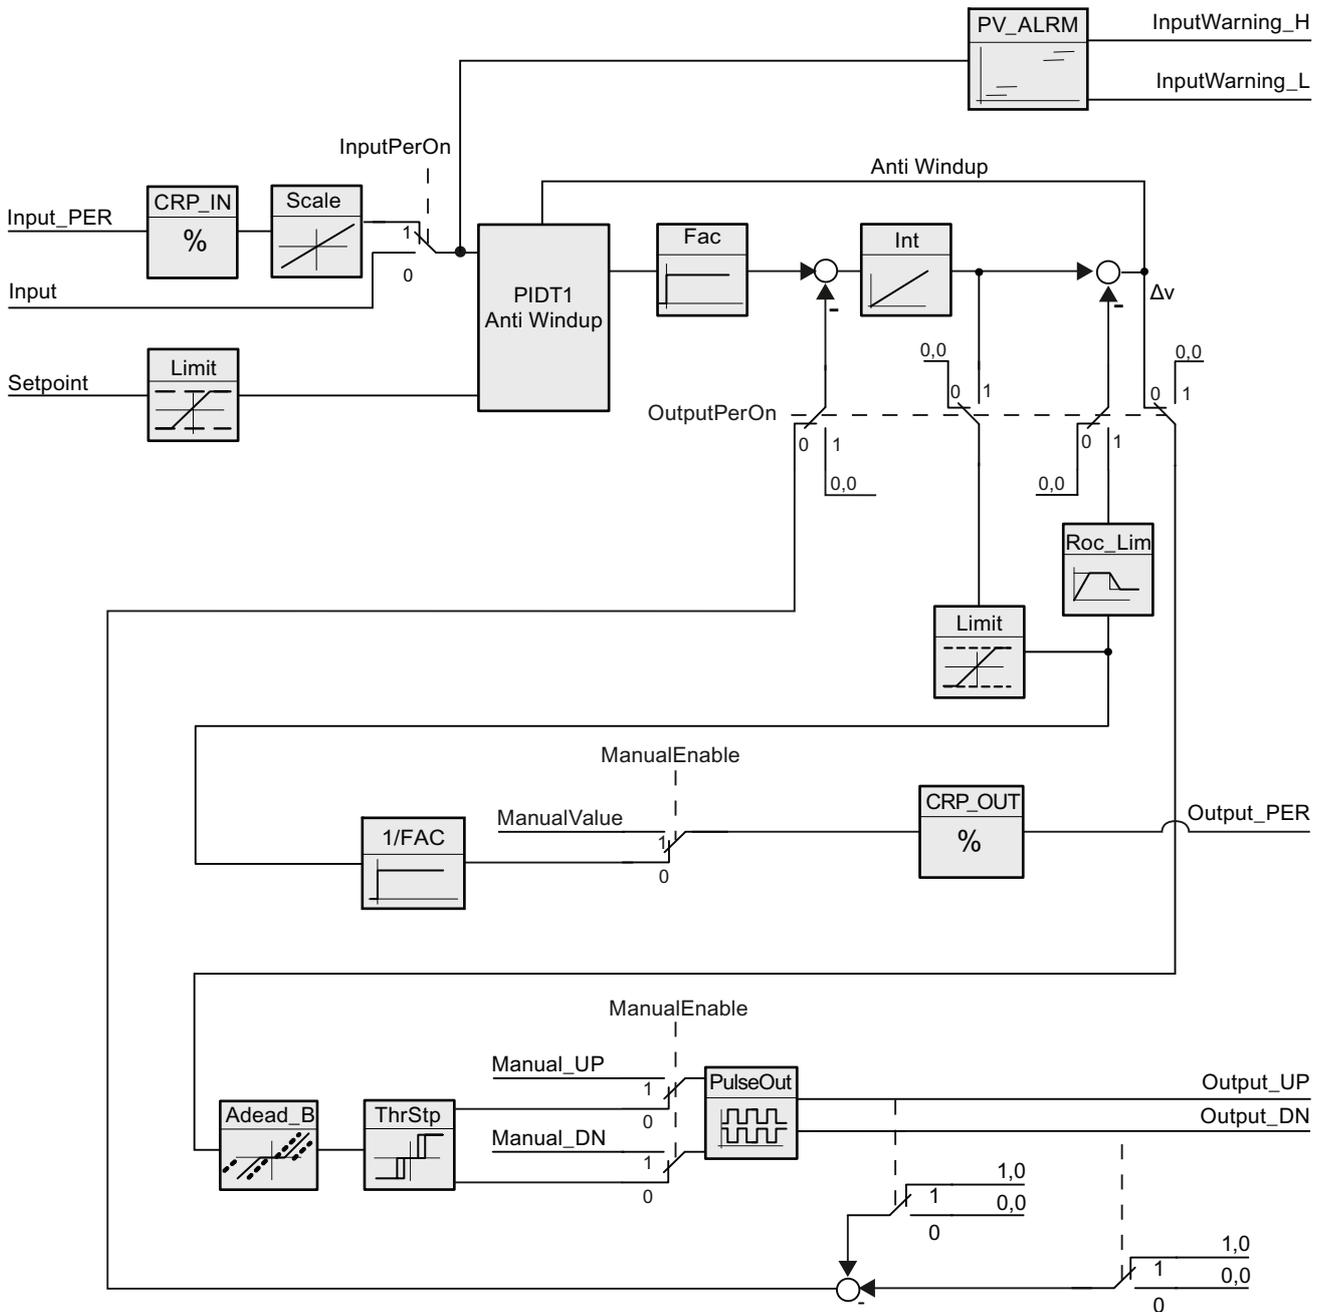 PV_ALRM
InputWarning_H
InputWarning_L
InputPerOn
Anti Windup
Input_PER
CRP_IN
%
Scale
1
0
Input
PIDT1
Anti Windup
Fac
Int
-
-
Δv
Setpoint
Limit
0,0
0,0
0
1
0
1
OutputPerOn
0
1
0
1
0,0
0,0
Roc_Lim
Limit
ManualEnable
ManualValue
1
0
1/FAC
CRP_OUT
%
Output_PER
ManualEnable
Manual_UP
1
0
Manual_DN
1
0
PulseOut
Output_UP
Output_DN
Adead_B
ThrStp
1,0
1
0,0
0
1,0
1
0,0
0
-